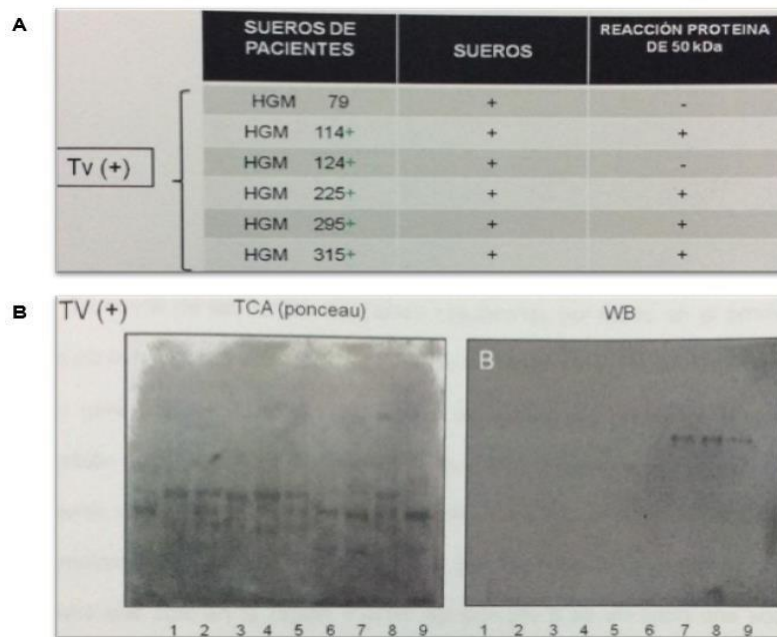 A
SUEROS DE PACIENTES SUEROS REACCIÓN PROTEINA DE 50 kDa
HGM 79 + -
HGM 114+ + +
Tv (+) HGM 124+ + -
HGM 225+ + +
HGM 295+ + +
HGM 315+ + +
B
TV (+) TCA (ponceau) WB
B
1 2 3 4 5 6 7 8 9 1 2 3 4 5 6 7 8 9